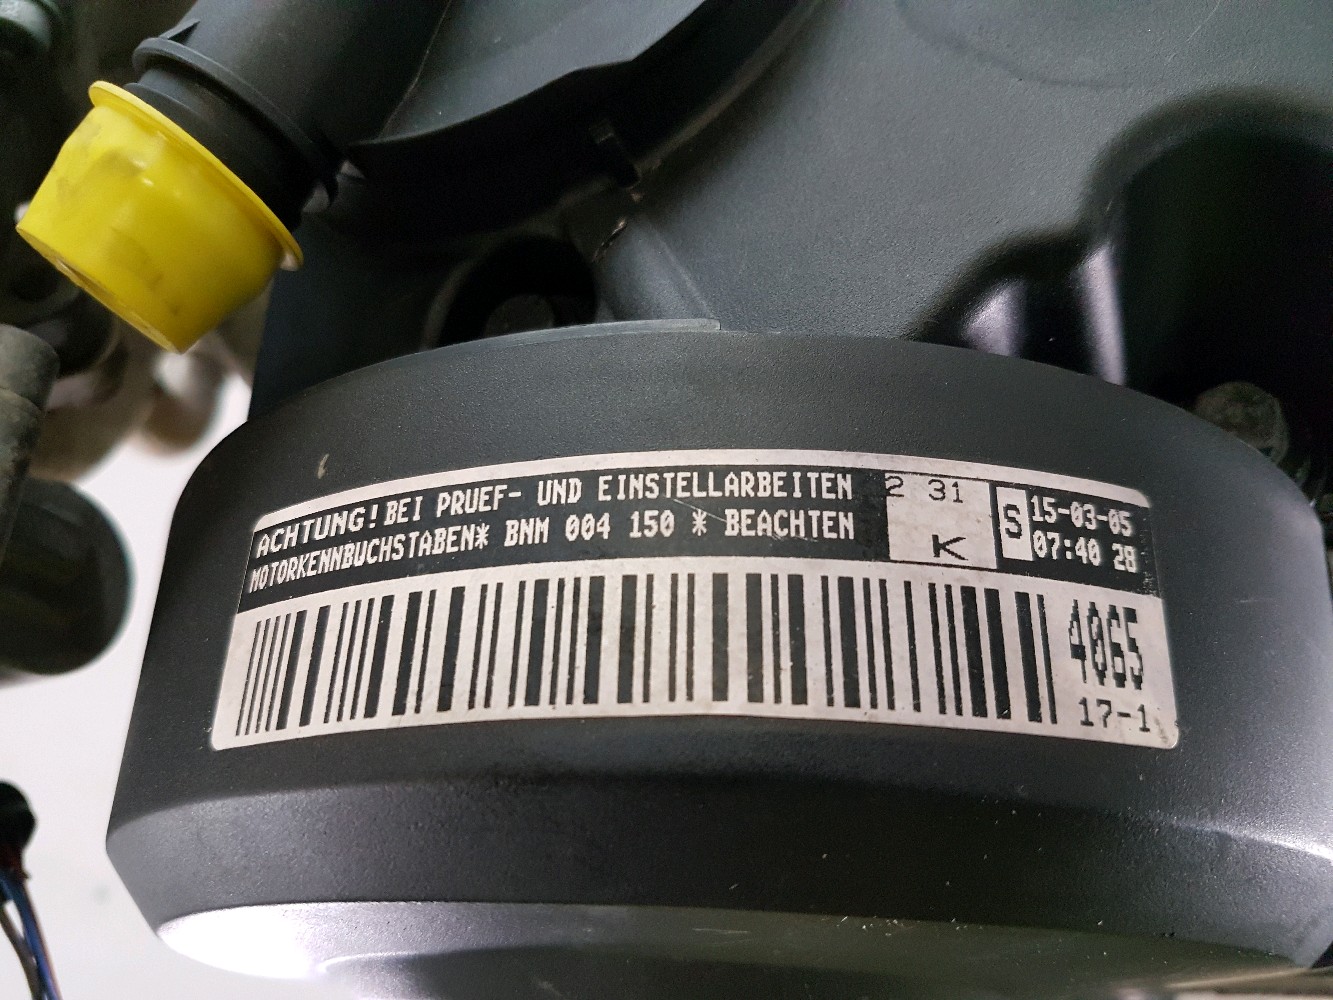 ACHTUNG! BEI PRUEF- UND EINSTELLARBEITEN
MOTORKENNBUCHSTABEN* BNM 004 150 * BEACHTEN
2 31
K
S
15-03-05
07:40 28
4065
17-1